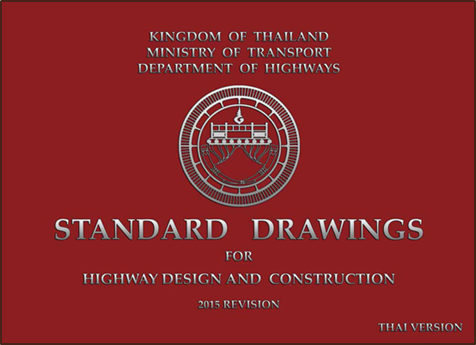 KINGDOM OF THAILAND
MINISTRY OF TRANSPORT
DEPARTMENT OF HIGHWAYS
STANDARD DRAWINGS
FOR
HIGHWAY DESIGN AND CONSTRUCTION
2015 REVISION
THAI VERSION